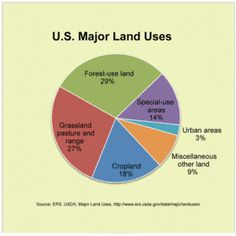 U.S. Major Land Uses
Forest-use land
29%
Special-use
areas
14%
Urban areas
3%
Miscellaneous
other land
9%
Cropland
18%
Grassland
pasture and
range
27%
Source: ERS, USDA, Major Land Uses, http://www.ers.usda.gov/data/majorlanduses/